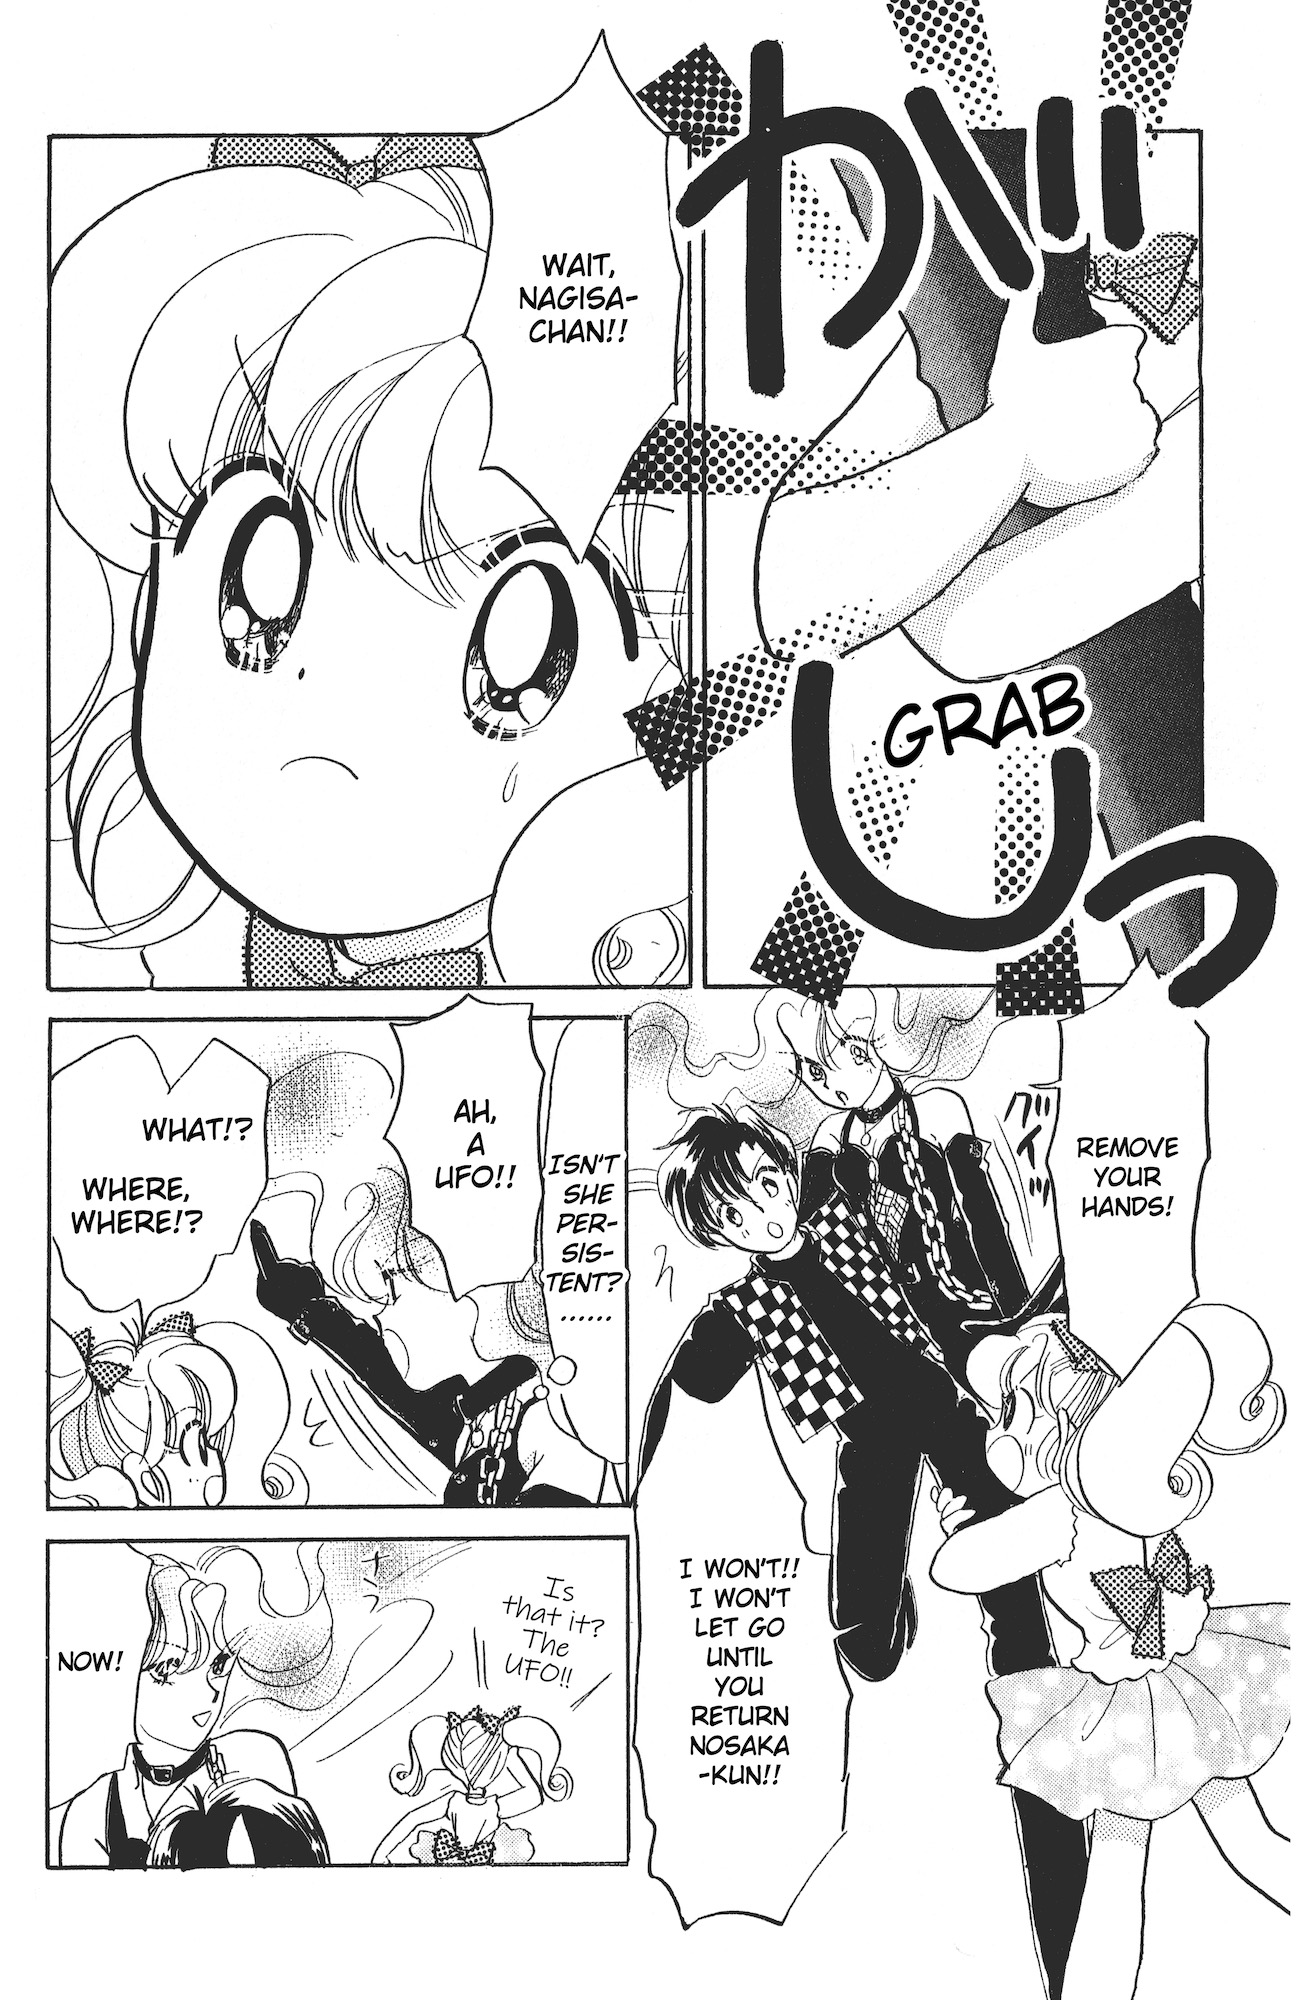 わ
し
っ
GRAB
WAIT,
NAGISA-
CHAN!!
REMOVE
YOUR
HANDS!
グイッ
I WON'T!!
I WON'T
LET GO
UNTIL
YOU
RETURN
NOSAKA
-KUN!!
ISN'T
SHE
PER-
SIS-
TENT?
......
AH,
A
UFO!!
WHAT!?
WHERE,
WHERE!?
Is
that it?
The
UFO!!
NOW!